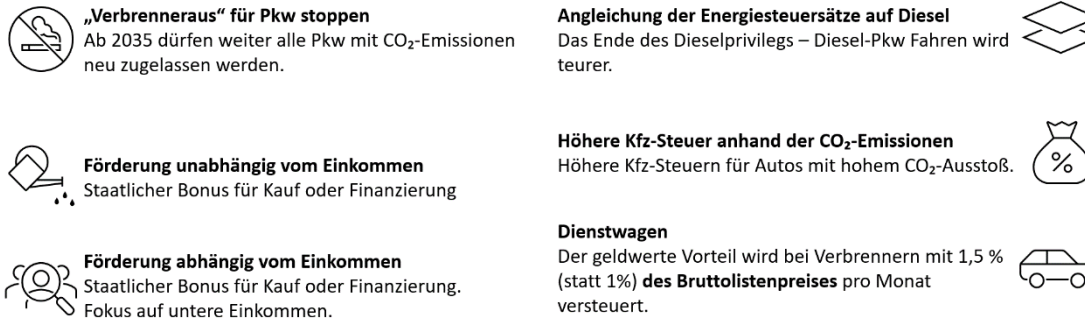 „Verbrenneraus“ für Pkw stoppen
Ab 2035 dürfen weiter alle Pkw mit CO₂-Emissionen
neu zugelassen werden.
Förderung unabhängig vom Einkommen
Staatlicher Bonus für Kauf oder Finanzierung
Förderung abhängig vom Einkommen
Staatlicher Bonus für Kauf oder Finanzierung.
Fokus auf untere Einkommen.
Angleichung der Energiesteuersätze auf Diesel
Das Ende des Dieselprivilegs – Diesel-Pkw Fahren wird
teurer.
Höhere Kfz-Steuer anhand der CO₂-Emissionen
Höhere Kfz-Steuern für Autos mit hohem CO₂-Ausstoß.
%
Dienstwagen
Der geldwerte Vorteil wird bei Verbrennern mit 1,5 %
(statt 1%) des Bruttolistenpreises pro Monat
versteuert.